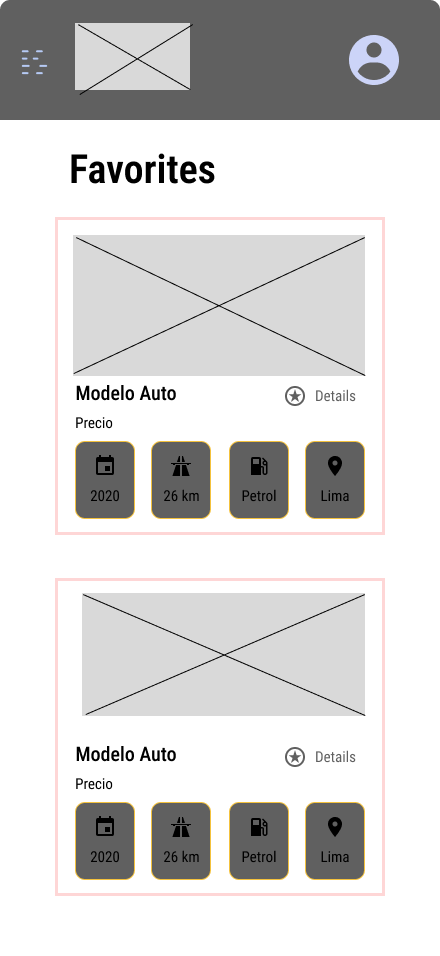 Favorites
Modelo Auto
Details
Precio
2020
26 km
Petrol
Lima
Modelo Auto
Details
Precio
2020
26 km
Petrol
Lima